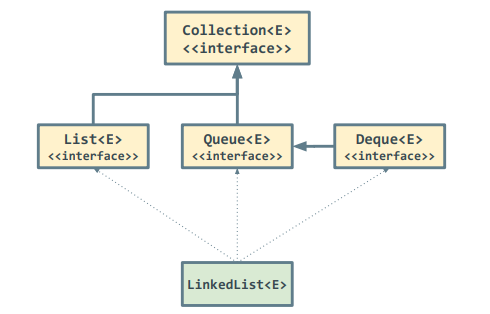 Collection<E>
<<interface>>
List<E>
<<interface>>
Queue<E>
<<interface>>
Deque<E>
<<interface>>
LinkedList<E>